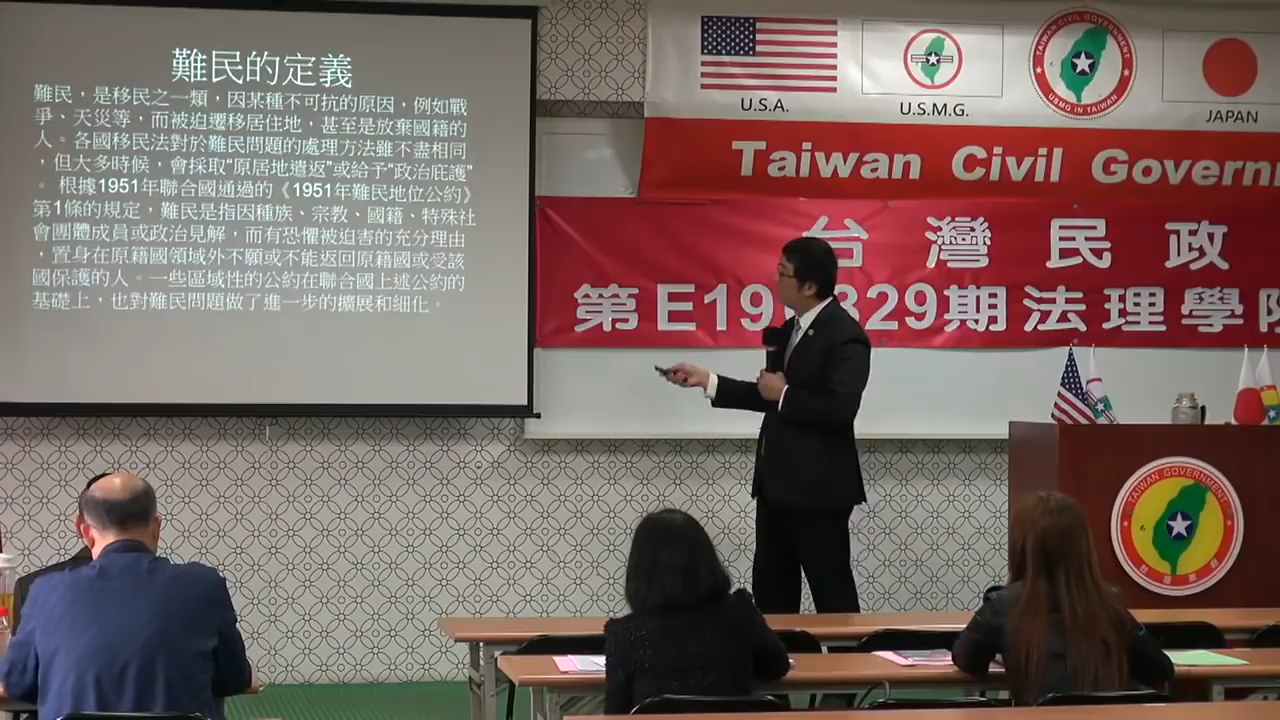 難民的定義
難民，是移民之一類，因某種不可抗的原因，例如戰
爭、天災等，而被迫遷移居住地，甚至是放棄國籍的
人。各國移民法對於難民問題的處理方法雖不盡相同
，但大多時候，會採取“原居地遣返”或給予“政治庇護”
。根據1951年聯合國通過的《1951年難民地位公約》
第1條的規定，難民是指因種族、宗教、國籍、特殊社
會團體成員或政治見解，而有恐懼被迫害的充分理由
，置身在原籍國領域外不願或不能返回原籍國或受該
國保護的人。一些區域性的公約在聯合國上述公約的
基礎上，也對難民問題做了進一步的擴展和細化。
U.S.A.
U.S.M.G.
TAIWAN CIVIL GOVERNMENT
USMG IN TAIWAN
JAPAN
Taiwan Civil Governm
台灣民政
第E19 329期法理學院
TAIWAN GOVERNMENT